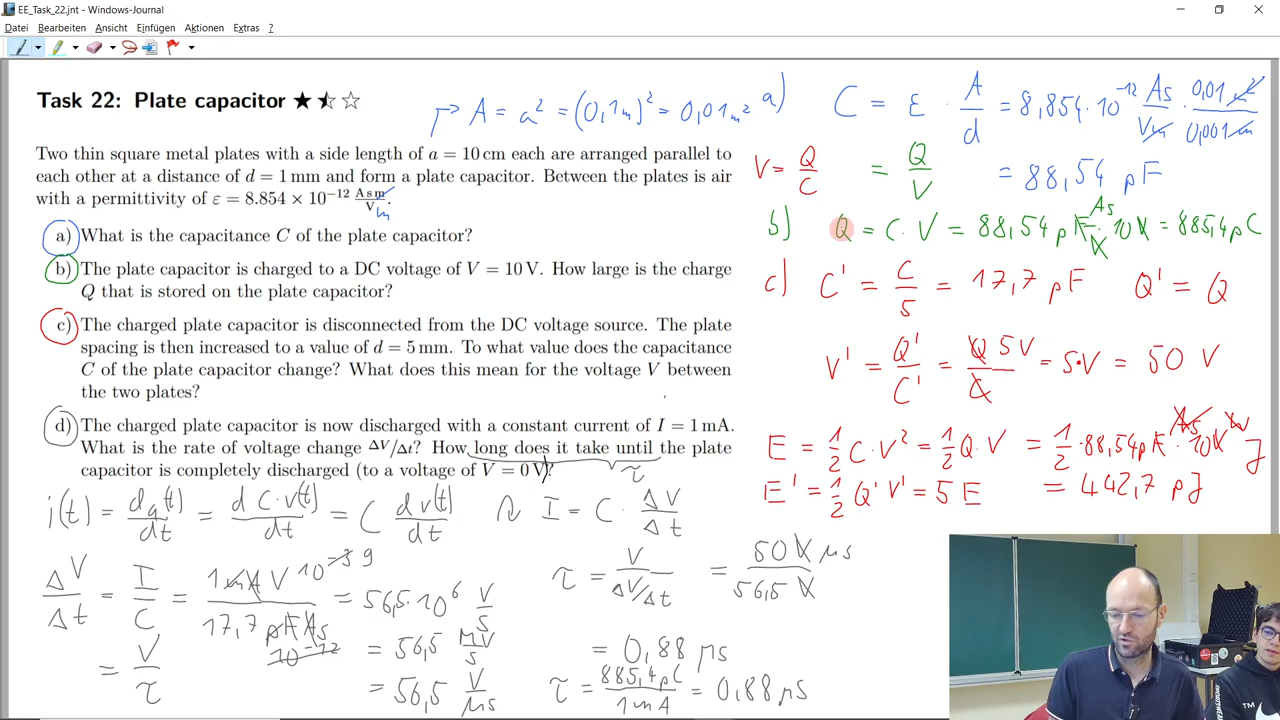 EE_Task_22.jnt - Windows-Journal
Datei Bearbeiten Ansicht Einfügen Aktionen Extras ?
Task 22: Plate capacitor ★ ☆
Two thin square metal plates with a side length of a = 10 cm each are arranged parallel to
each other at a distance of d = 1 mm and form a plate capacitor. Between the plates is air
with a permittivity of ε = 8.854 × 10⁻¹² A s m / V m.
a) What is the capacitance C of the plate capacitor?
b) The plate capacitor is charged to a DC voltage of V = 10 V. How large is the charge
Q that is stored on the plate capacitor?
c) The charged plate capacitor is disconnected from the DC voltage source. The plate
spacing is then increased to a value of d = 5 mm. To what value does the capacitance
C of the plate capacitor change? What does this mean for the voltage V between
the two plates?
d) The charged plate capacitor is now discharged with a constant current of I = 1 mA.
What is the rate of voltage change ΔV/Δt? How long does it take until the plate
capacitor is completely discharged (to a voltage of V = 0 V)?
τ
A = a² = (0,1m)² = 0,01m²
a) C = ε · A/d = 8,854·10⁻¹² As/Vm · 0,01 m²/0,001 m
V = Q/C = Q/V = 88,54 pF
b) Q = C·V = 88,54 pF As/V · 10V = 885,4 pC
c) C' = C/5 = 17,7 pF Q' = Q
V' = Q'/C' = Q 5V/Q = 5·V = 50 V
E = 1/2 C·V² = 1/2 Q·V = 1/2 · 88,54 pF As · 10V J
E' = 1/2 Q' V' = 5 E = 442,7 pJ
i(t) = dq(t)/dt = d C·v(t)/dt = C dv(t)/dt ~ I = C · ΔV/Δt
ΔV/Δt = I/C = 1 mA V 10⁻³ 9 / 17,7 pF As 10⁻¹² = 56,5·10⁶ V/s
= 56,5 MV/s
= V/τ = 56,5 V/μs
τ = V / ΔV/Δt = 50V μs / 56,5 V
= 0,88 μs
τ = 885,4 pC / 1mA = 0,88 μs